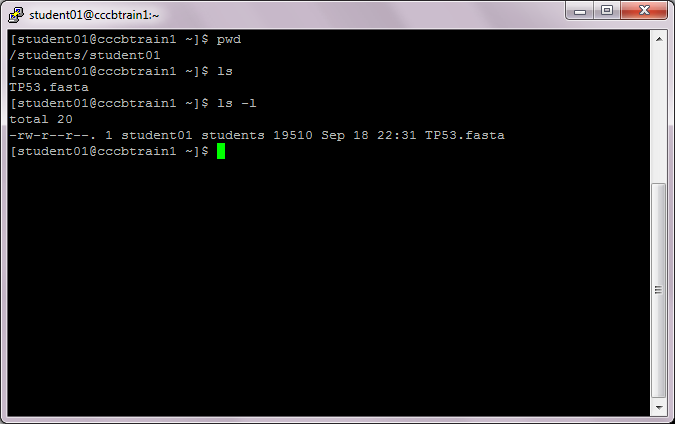 student01@cccbtrain1:~
[student01@cccbtrain1 ~]$ pwd
/students/student01
[student01@cccbtrain1 ~]$ ls
TP53.fasta
[student01@cccbtrain1 ~]$ ls -l
total 20
-rw-r--r--. 1 student01 students 19510 Sep 18 22:31 TP53.fasta
[student01@cccbtrain1 ~]$